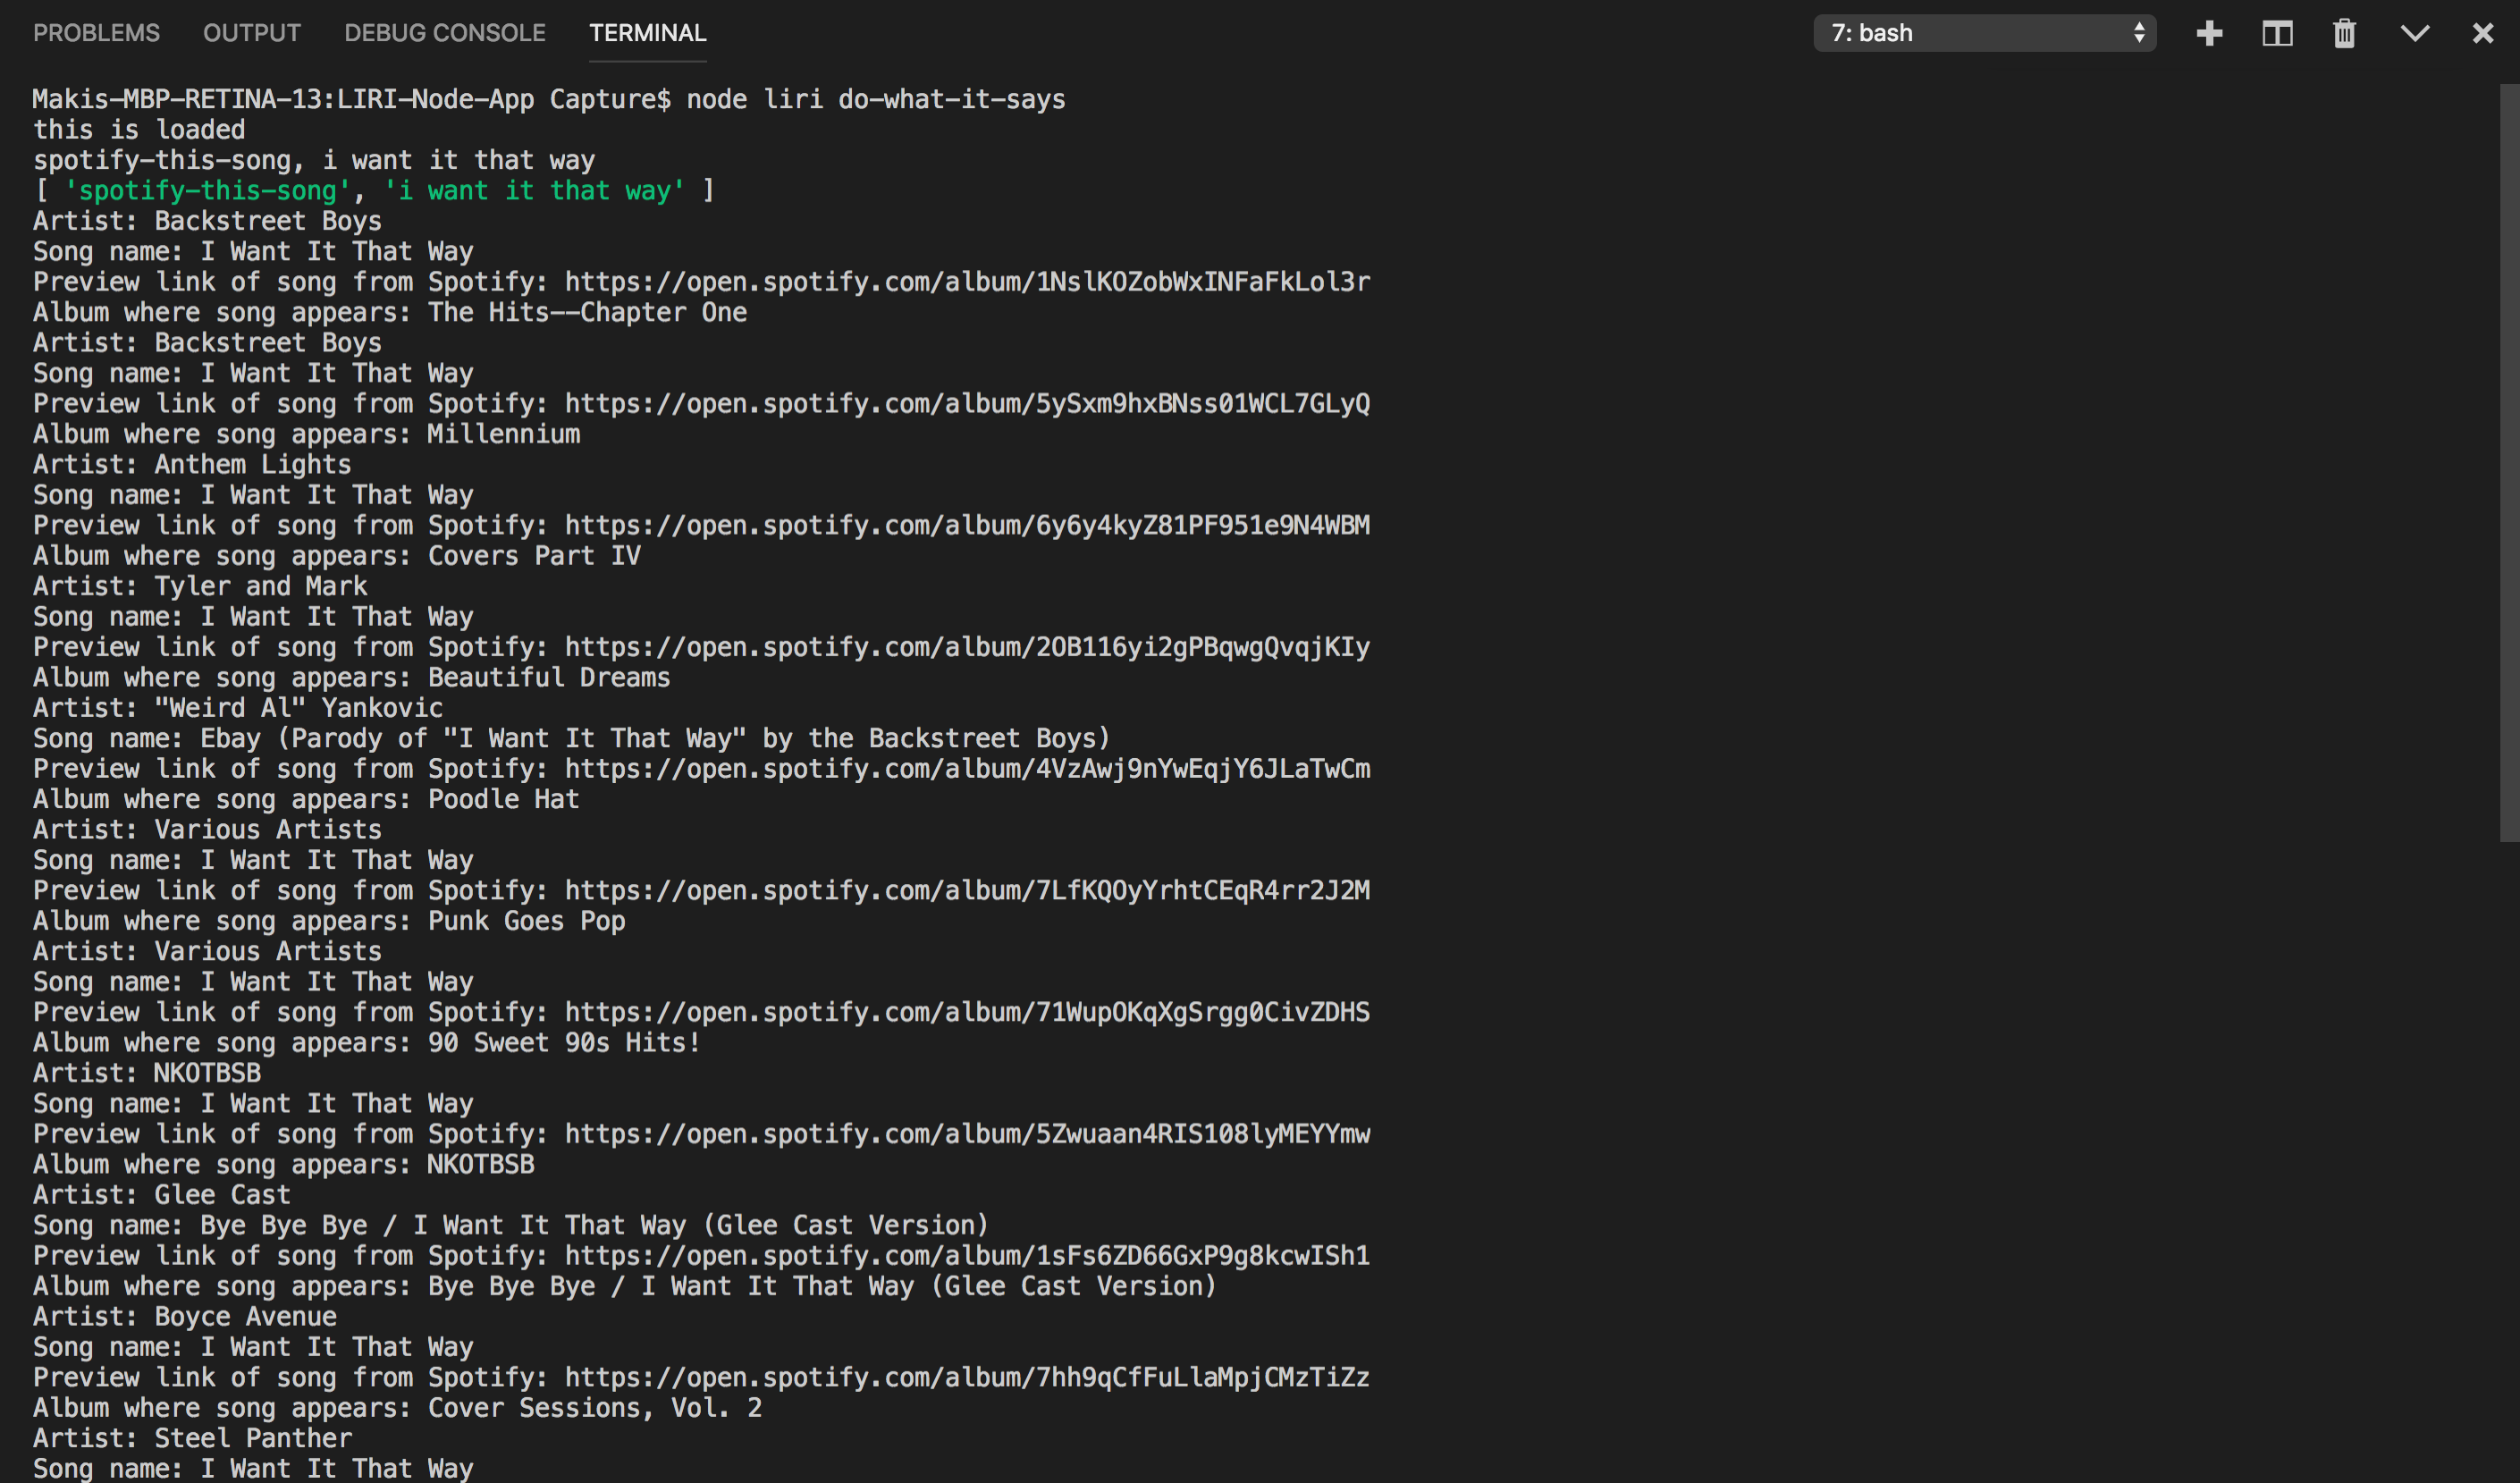 PROBLEMS OUTPUT DEBUG CONSOLE TERMINAL 7: bash
Makis-MBP-RETINA-13:LIRI-Node-App Capture$ node liri do-what-it-says
this is loaded
spotify-this-song, i want it that way
[ 'spotify-this-song', 'i want it that way' ]
Artist: Backstreet Boys
Song name: I Want It That Way
Preview link of song from Spotify: https://open.spotify.com/album/1NslKOZobWxINFaFkLol3r
Album where song appears: The Hits--Chapter One
Artist: Backstreet Boys
Song name: I Want It That Way
Preview link of song from Spotify: https://open.spotify.com/album/5ySxm9hxBNss01WCL7GLyQ
Album where song appears: Millennium
Artist: Anthem Lights
Song name: I Want It That Way
Preview link of song from Spotify: https://open.spotify.com/album/6y6y4kyZ81PF951e9N4WBM
Album where song appears: Covers Part IV
Artist: Tyler and Mark
Song name: I Want It That Way
Preview link of song from Spotify: https://open.spotify.com/album/2OB116yi2gPBqwgQvqjKIy
Album where song appears: Beautiful Dreams
Artist: "Weird Al" Yankovic
Song name: Ebay (Parody of "I Want It That Way" by the Backstreet Boys)
Preview link of song from Spotify: https://open.spotify.com/album/4VzAwj9nYwEqjY6JLaTwCm
Album where song appears: Poodle Hat
Artist: Various Artists
Song name: I Want It That Way
Preview link of song from Spotify: https://open.spotify.com/album/7LfKQOyYrhtCEqR4rr2J2M
Album where song appears: Punk Goes Pop
Artist: Various Artists
Song name: I Want It That Way
Preview link of song from Spotify: https://open.spotify.com/album/71WupOKqXgSrgg0CivZDHS
Album where song appears: 90 Sweet 90s Hits!
Artist: NKOTBSB
Song name: I Want It That Way
Preview link of song from Spotify: https://open.spotify.com/album/5Zwuaan4RIS108lyMEYYmw
Album where song appears: NKOTBSB
Artist: Glee Cast
Song name: Bye Bye Bye / I Want It That Way (Glee Cast Version)
Preview link of song from Spotify: https://open.spotify.com/album/1sFs6ZD66GxP9g8kcwISh1
Album where song appears: Bye Bye Bye / I Want It That Way (Glee Cast Version)
Artist: Boyce Avenue
Song name: I Want It That Way
Preview link of song from Spotify: https://open.spotify.com/album/7hh9qCfFuLlaMpjCMzTiZz
Album where song appears: Cover Sessions, Vol. 2
Artist: Steel Panther
Song name: I Want It That Way